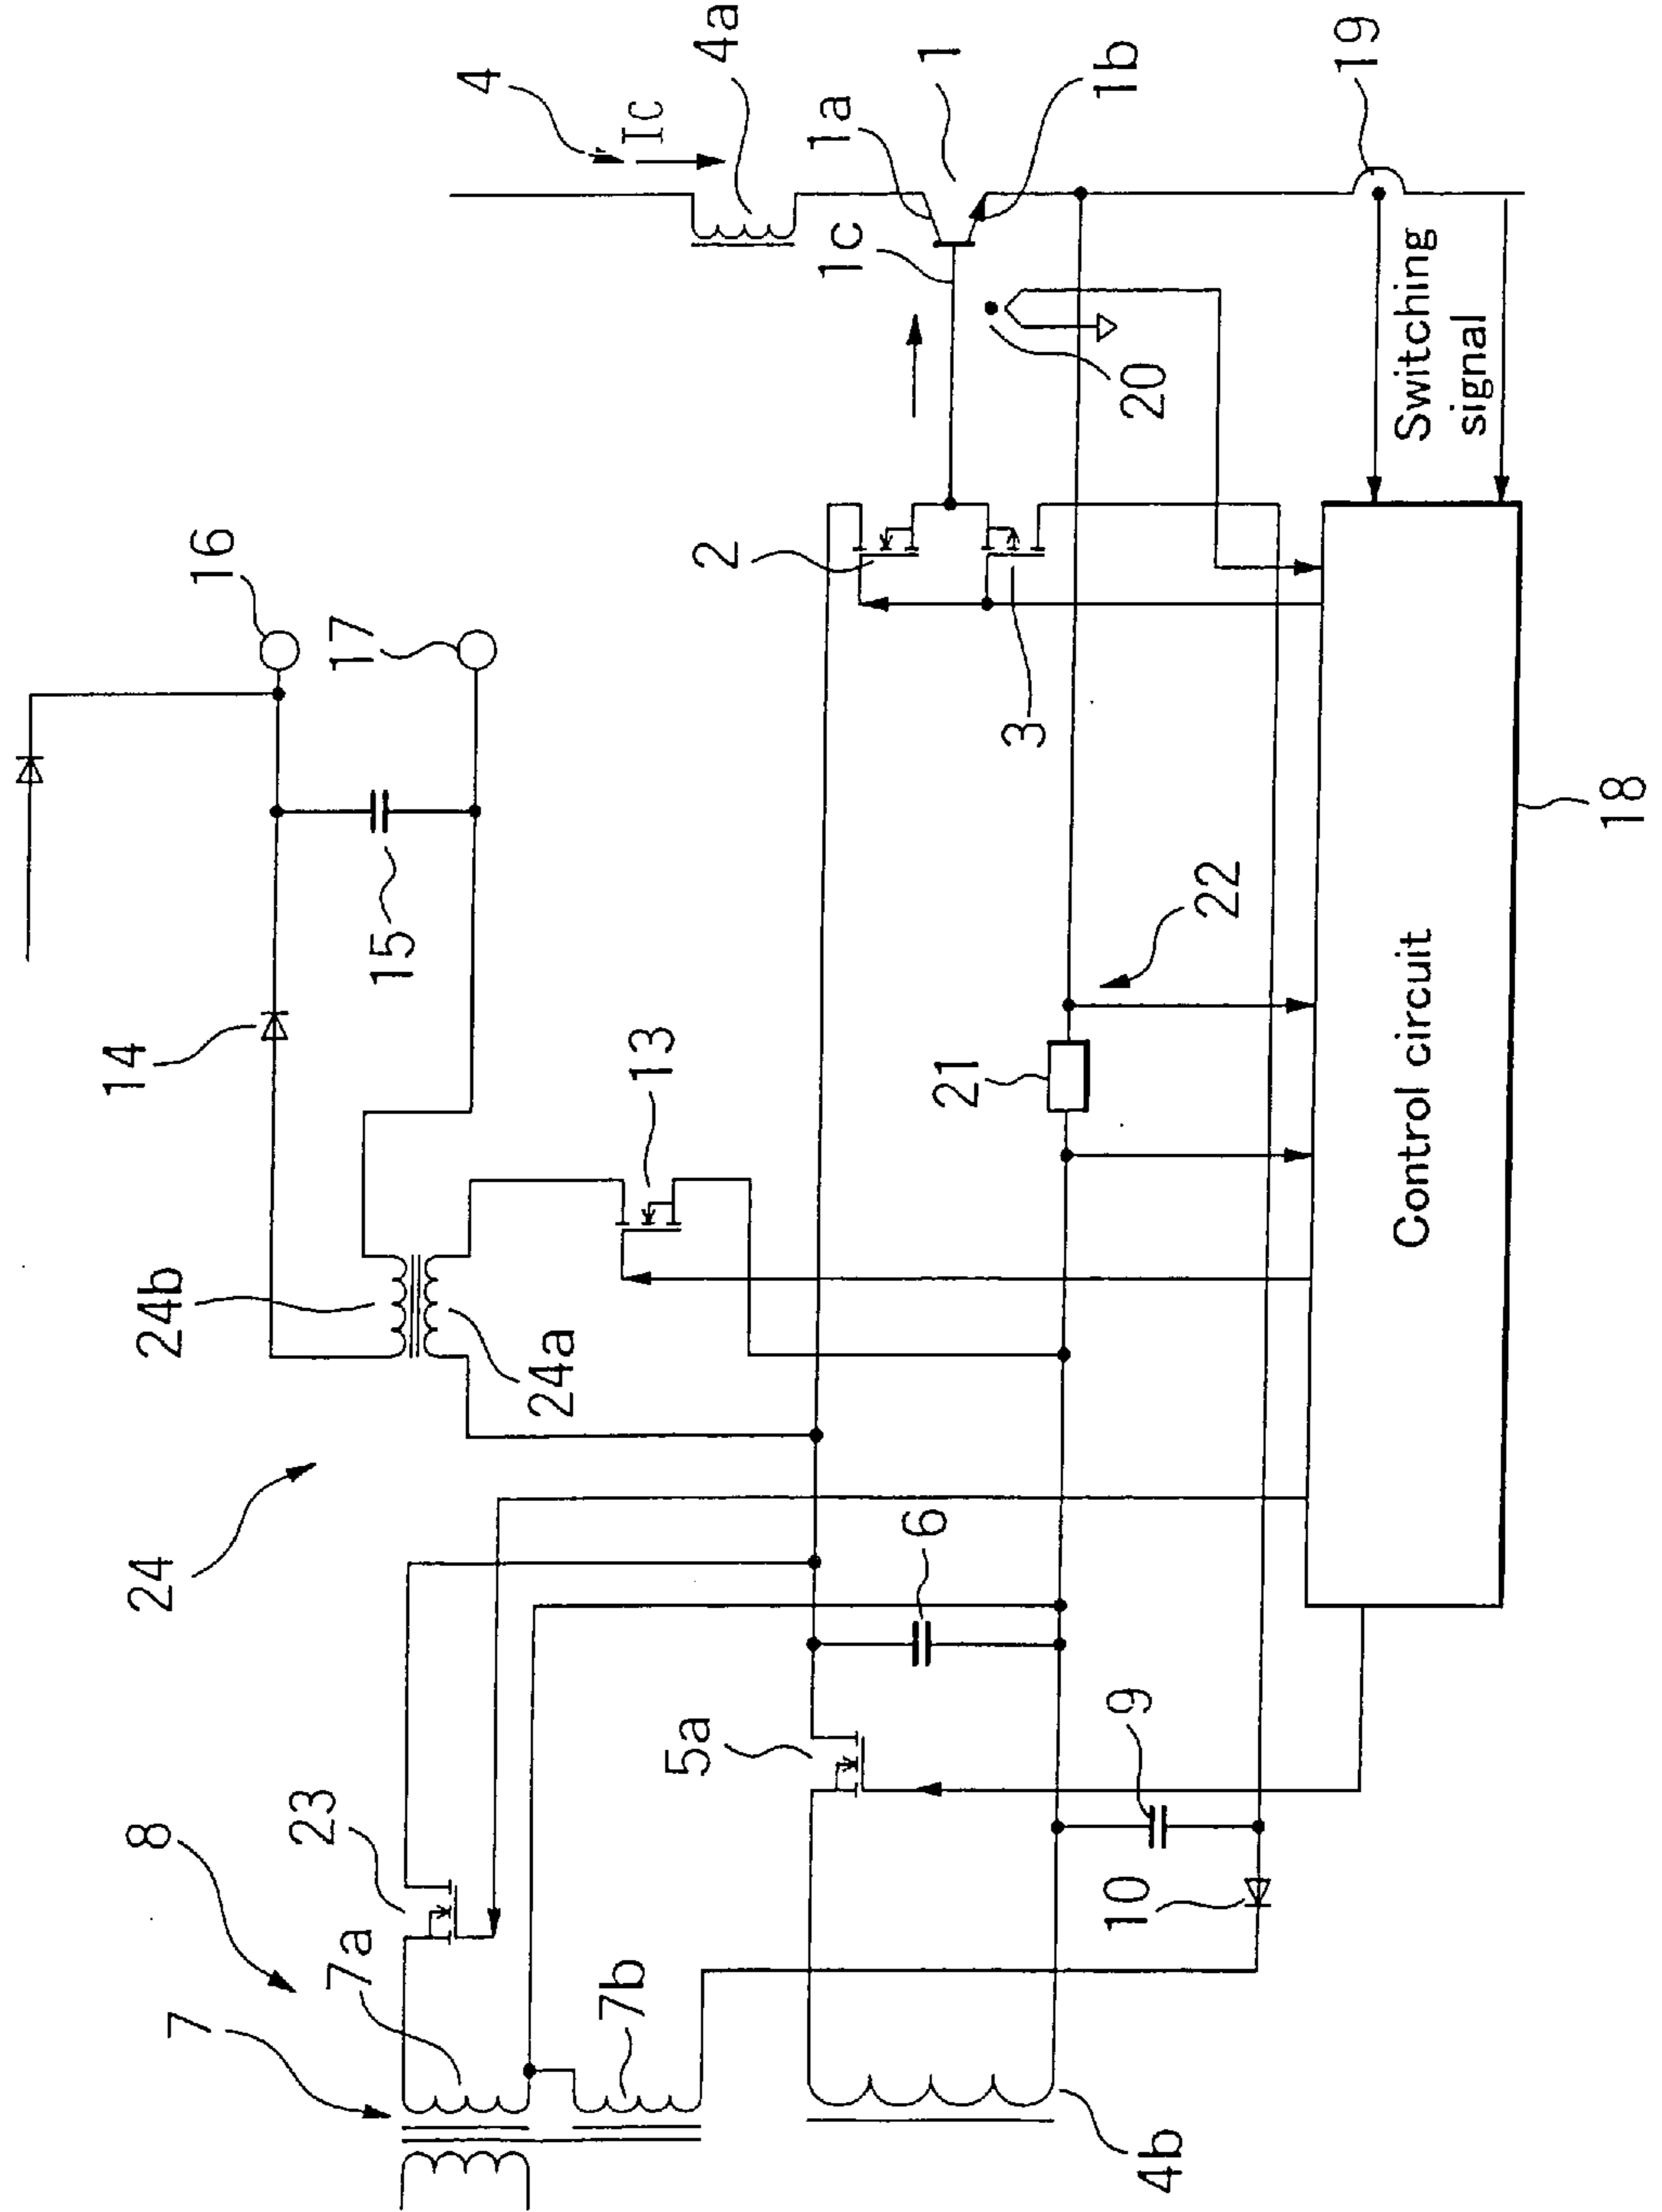 4
4a
Ic
1a
1
1b
1c
19
16
17
2
20
Switching
signal
3
14
15
13
22
21
18
Control circuit
24b
24a
24
6
5a
9
23
8
10
7a
7
7b
4b